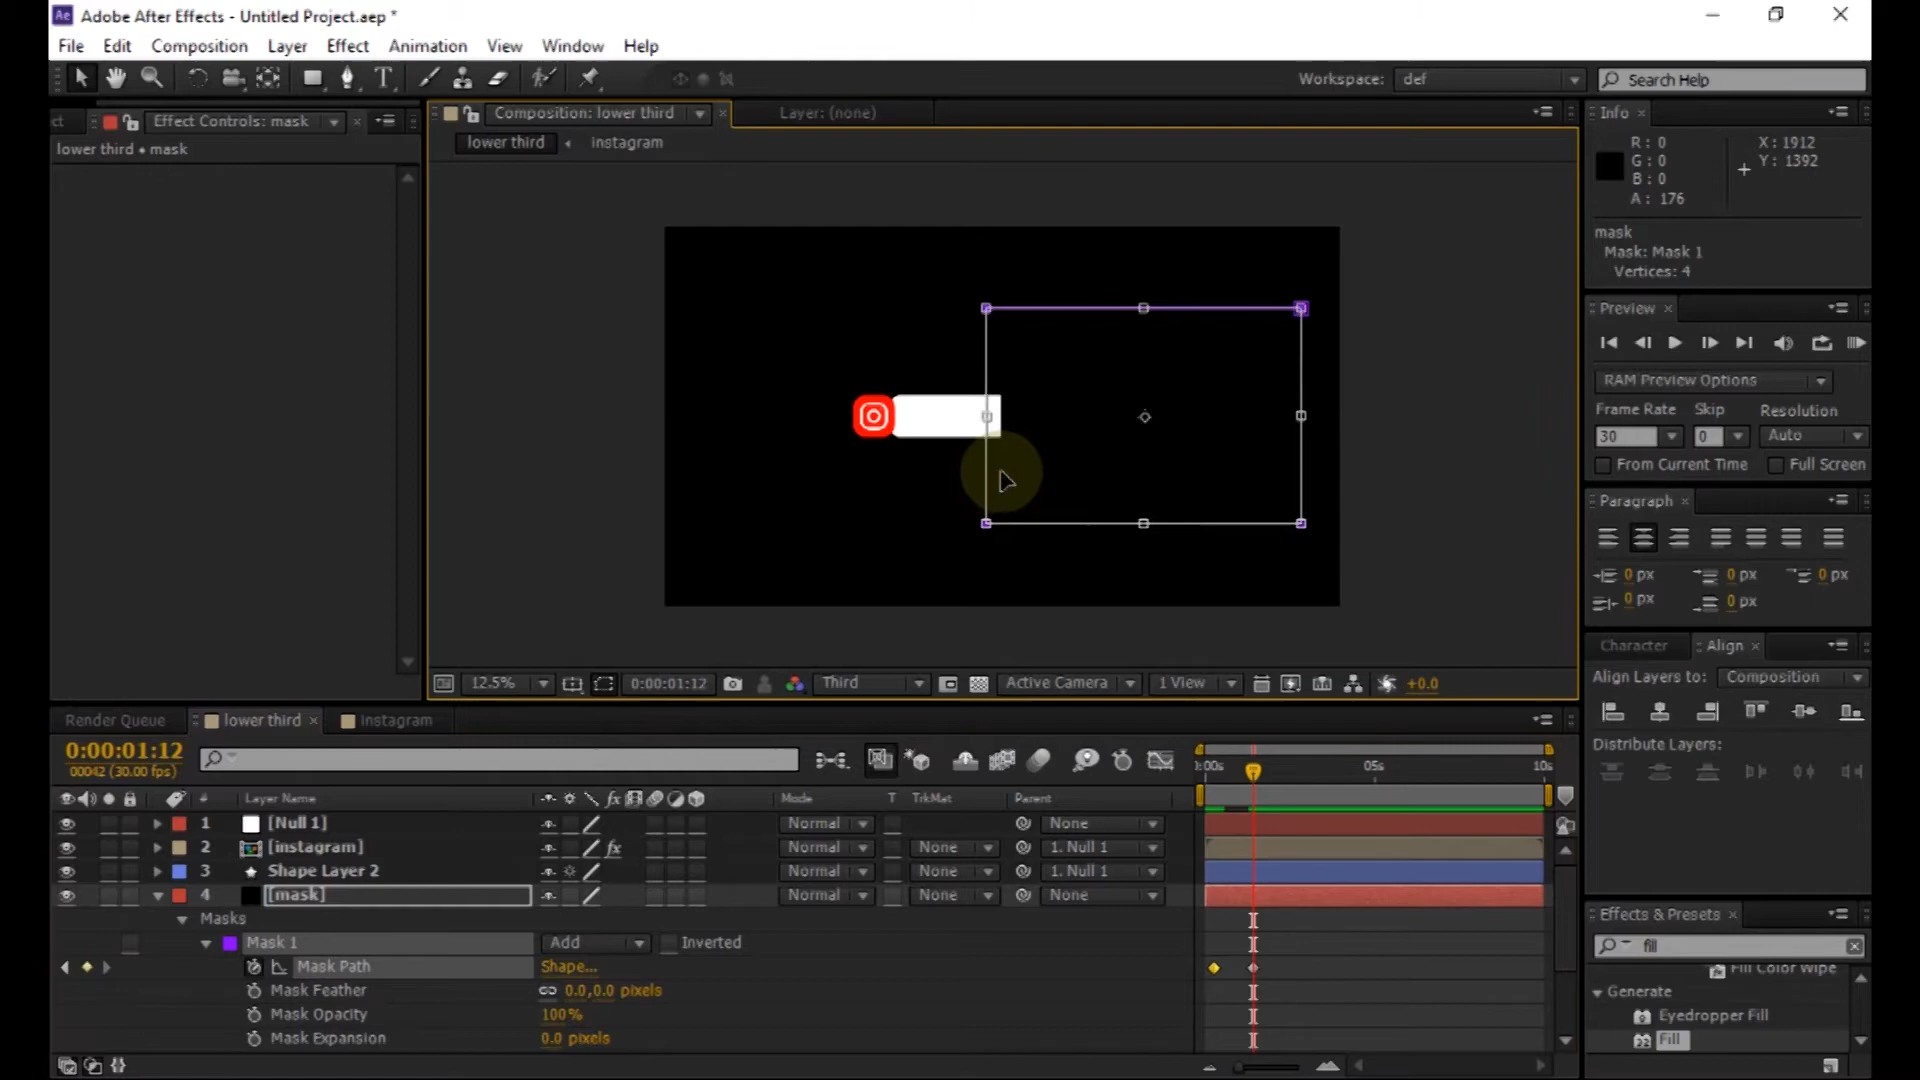 Adobe After Effects - Untitled Project.aep *
File Edit Composition Layer Effect Animation View Window Help
Workspace: def Search Help
ct Effect Controls: mask
lower third • mask
Composition: lower third Layer: (none)
lower third instagram
Info
R: 0 X: 1912
G: 0 Y: 1392
B: 0
A: 176
mask
Mask: Mask 1
Vertices: 4
Preview
RAM Preview Options
Frame Rate Skip Resolution
30 0 Auto
From Current Time Full Screen
Paragraph
0 px 0 px 0 px
0 px 0 px
Character Align
Align Layers to: Composition
Distribute Layers:
12.5% 0:00:01:12 Third Active Camera 1 View +0.0
Render Queue lower third Instagram
0:00:01:12
00042 (30.00 fps)
:00s 05s 10s
# Layer Name fx Mode T TrkMat Parent
1 [Null 1] Normal None
2 [instagram] fx Normal None 1. Null 1
3 Shape Layer 2 Normal None 1. Null 1
4 [mask] Normal None None
Masks
Mask 1 Add Inverted
Mask Path Shape...
Mask Feather 0.0,0.0 pixels
Mask Opacity 100%
Mask Expansion 0.0 pixels
Effects & Presets
fill
Fill Color Wipe
Generate
Eyedropper Fill
Fill